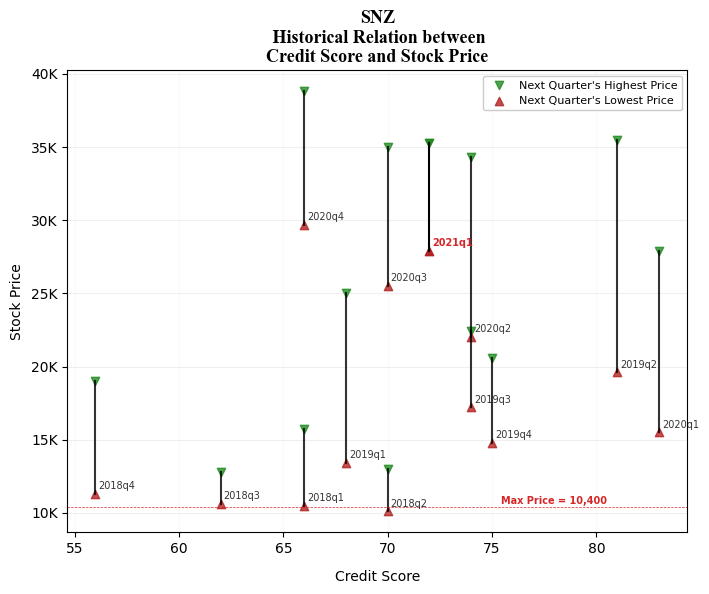 SNZ
Historical Relation between
Credit Score and Stock Price
40K
Next Quarter's Highest Price
Next Quarter's Lowest Price
35K
2020q4
30K
2021q1
2020q3
25K
2020q2
2019q2
20K
2019q3
2020q1
2019q4
2019q1
15K
2018q4
2018q3
2018q1
2018q2
Max Price = 10,400
10K
55
60
65
70
75
80
Stock Price
Credit Score